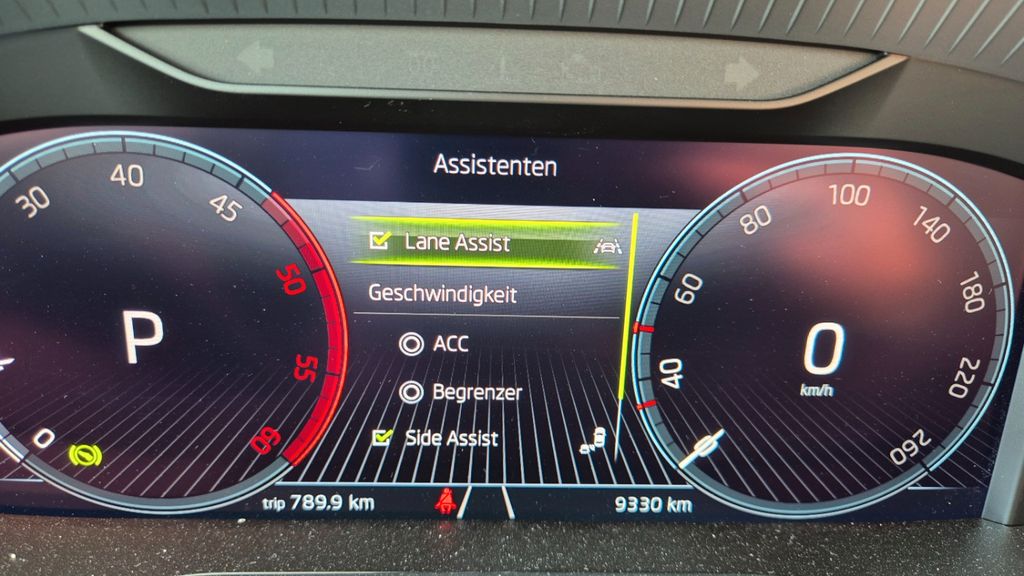 Assistenten
30
40
45
50
55
60
0
P
Lane Assist
Geschwindigkeit
ACC
Begrenzer
Side Assist
40
60
80
100
140
180
220
260
0
km/h
trip 789.9 km
9330 km